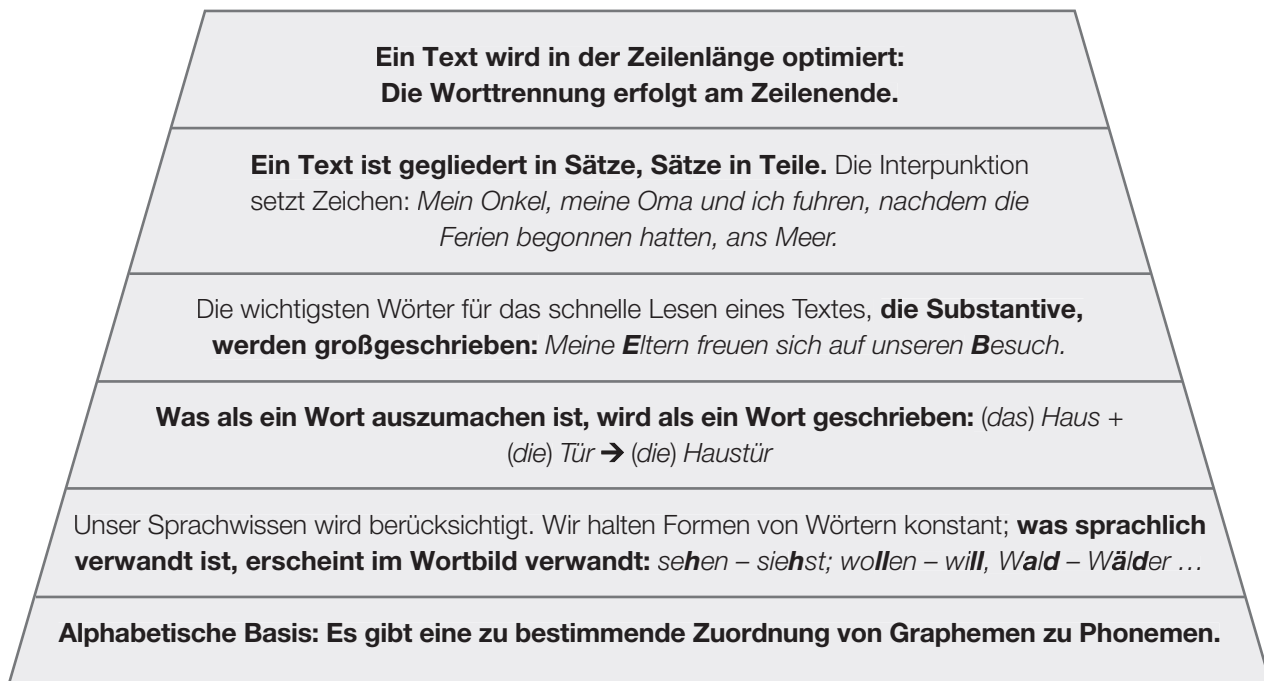 Ein Text wird in der Zeilenlänge optimiert:
Die Worttrennung erfolgt am Zeilenende.
Ein Text ist gegliedert in Sätze, Sätze in Teile. Die Interpunktion
setzt Zeichen: Mein Onkel, meine Oma und ich fuhren, nachdem die
Ferien begonnen hatten, ans Meer.
Die wichtigsten Wörter für das schnelle Lesen eines Textes, die Substantive,
werden großgeschrieben: Meine Eltern freuen sich auf unseren Besuch.
Was als ein Wort auszumachen ist, wird als ein Wort geschrieben: (das) Haus +
(die) Tür ➔ (die) Haustür
Unser Sprachwissen wird berücksichtigt. Wir halten Formen von Wörtern konstant; was sprachlich
verwandt ist, erscheint im Wortbild verwandt: sehen – siehst; wollen – will, Wald – Wälder …
Alphabetische Basis: Es gibt eine zu bestimmende Zuordnung von Graphemen zu Phonemen.